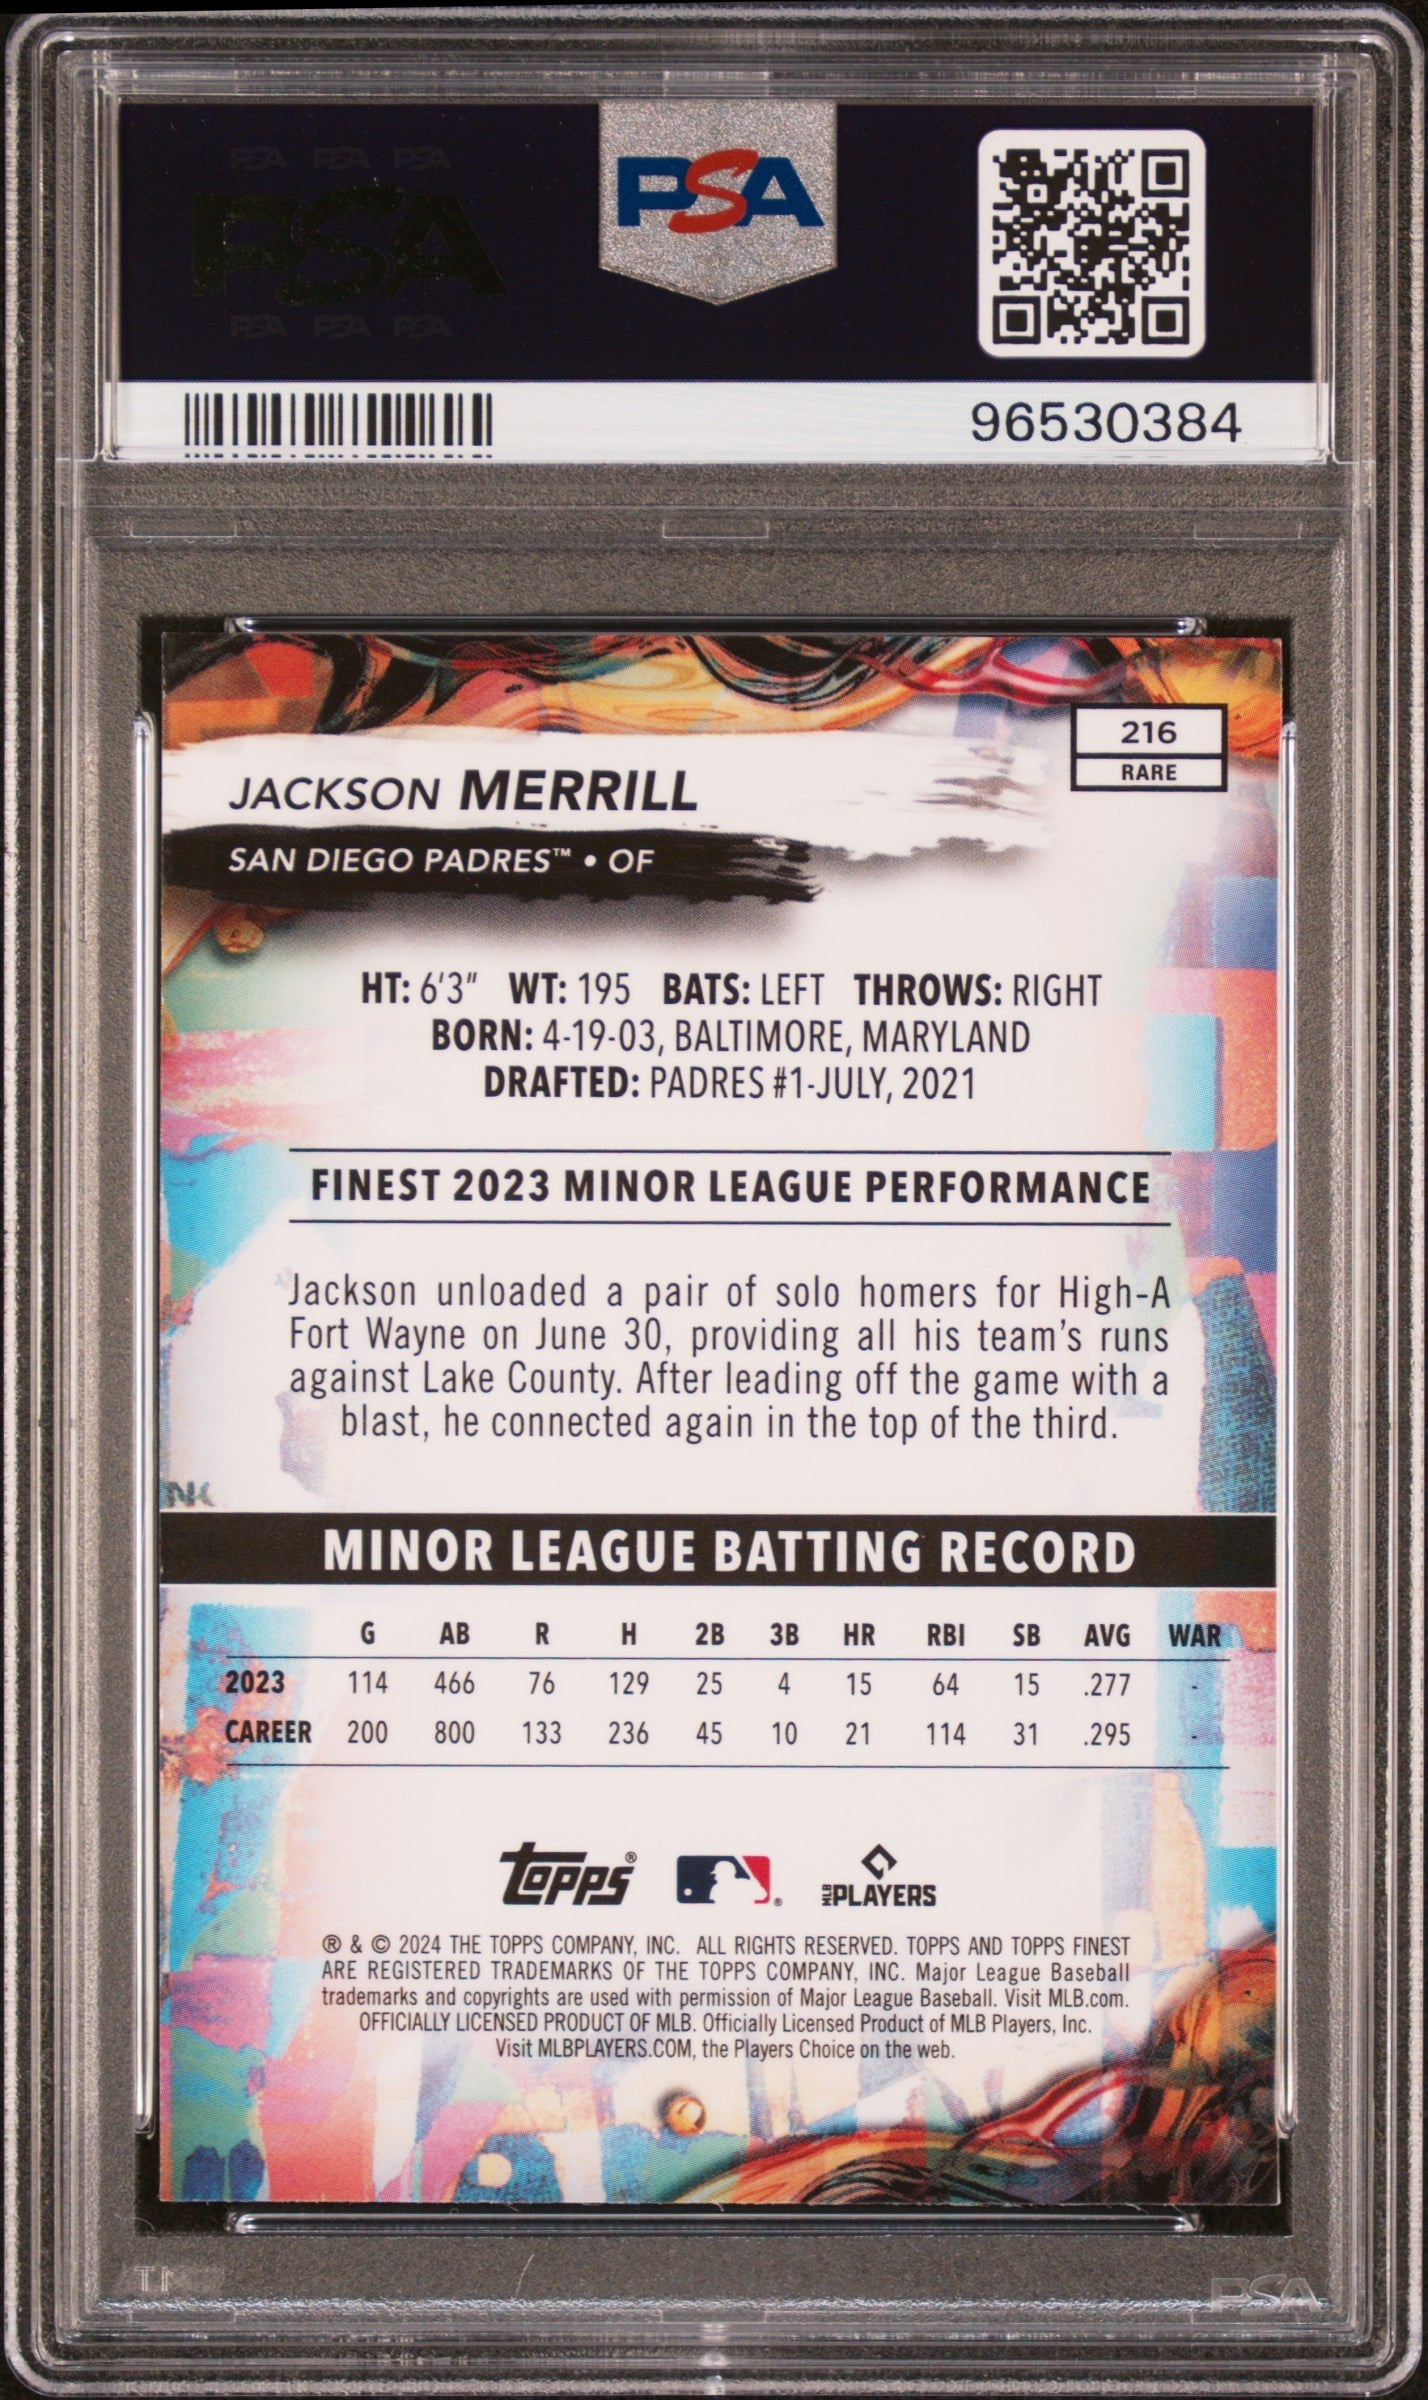 PSA PSA PSA
PSA
PSA PSA PSA
PSA
96530384
216
RARE
JACKSON MERRILL
SAN DIEGO PADRES™ • OF
HT: 6'3" WT: 195 BATS: LEFT THROWS: RIGHT
BORN: 4-19-03, BALTIMORE, MARYLAND
DRAFTED: PADRES #1-JULY, 2021
FINEST 2023 MINOR LEAGUE PERFORMANCE
Jackson unloaded a pair of solo homers for High-A
Fort Wayne on June 30, providing all his team's runs
against Lake County. After leading off the game with a
blast, he connected again in the top of the third.
MINOR LEAGUE BATTING RECORD
G AB R H 2B 3B HR RBI SB AVG WAR
2023 114 466 76 129 25 4 15 64 15 .277 -
CAREER 200 800 133 236 45 10 21 114 31 .295 -
Topps® ® MLB PLAYERS
® & © 2024 THE TOPPS COMPANY, INC. ALL RIGHTS RESERVED. TOPPS AND TOPPS FINEST
ARE REGISTERED TRADEMARKS OF THE TOPPS COMPANY, INC. Major League Baseball
trademarks and copyrights are used with permission of Major League Baseball. Visit MLB.com.
OFFICIALLY LICENSED PRODUCT OF MLB. Officially Licensed Product of MLB Players, Inc.
Visit MLBPLAYERS.COM, the Players Choice on the web.
PSA